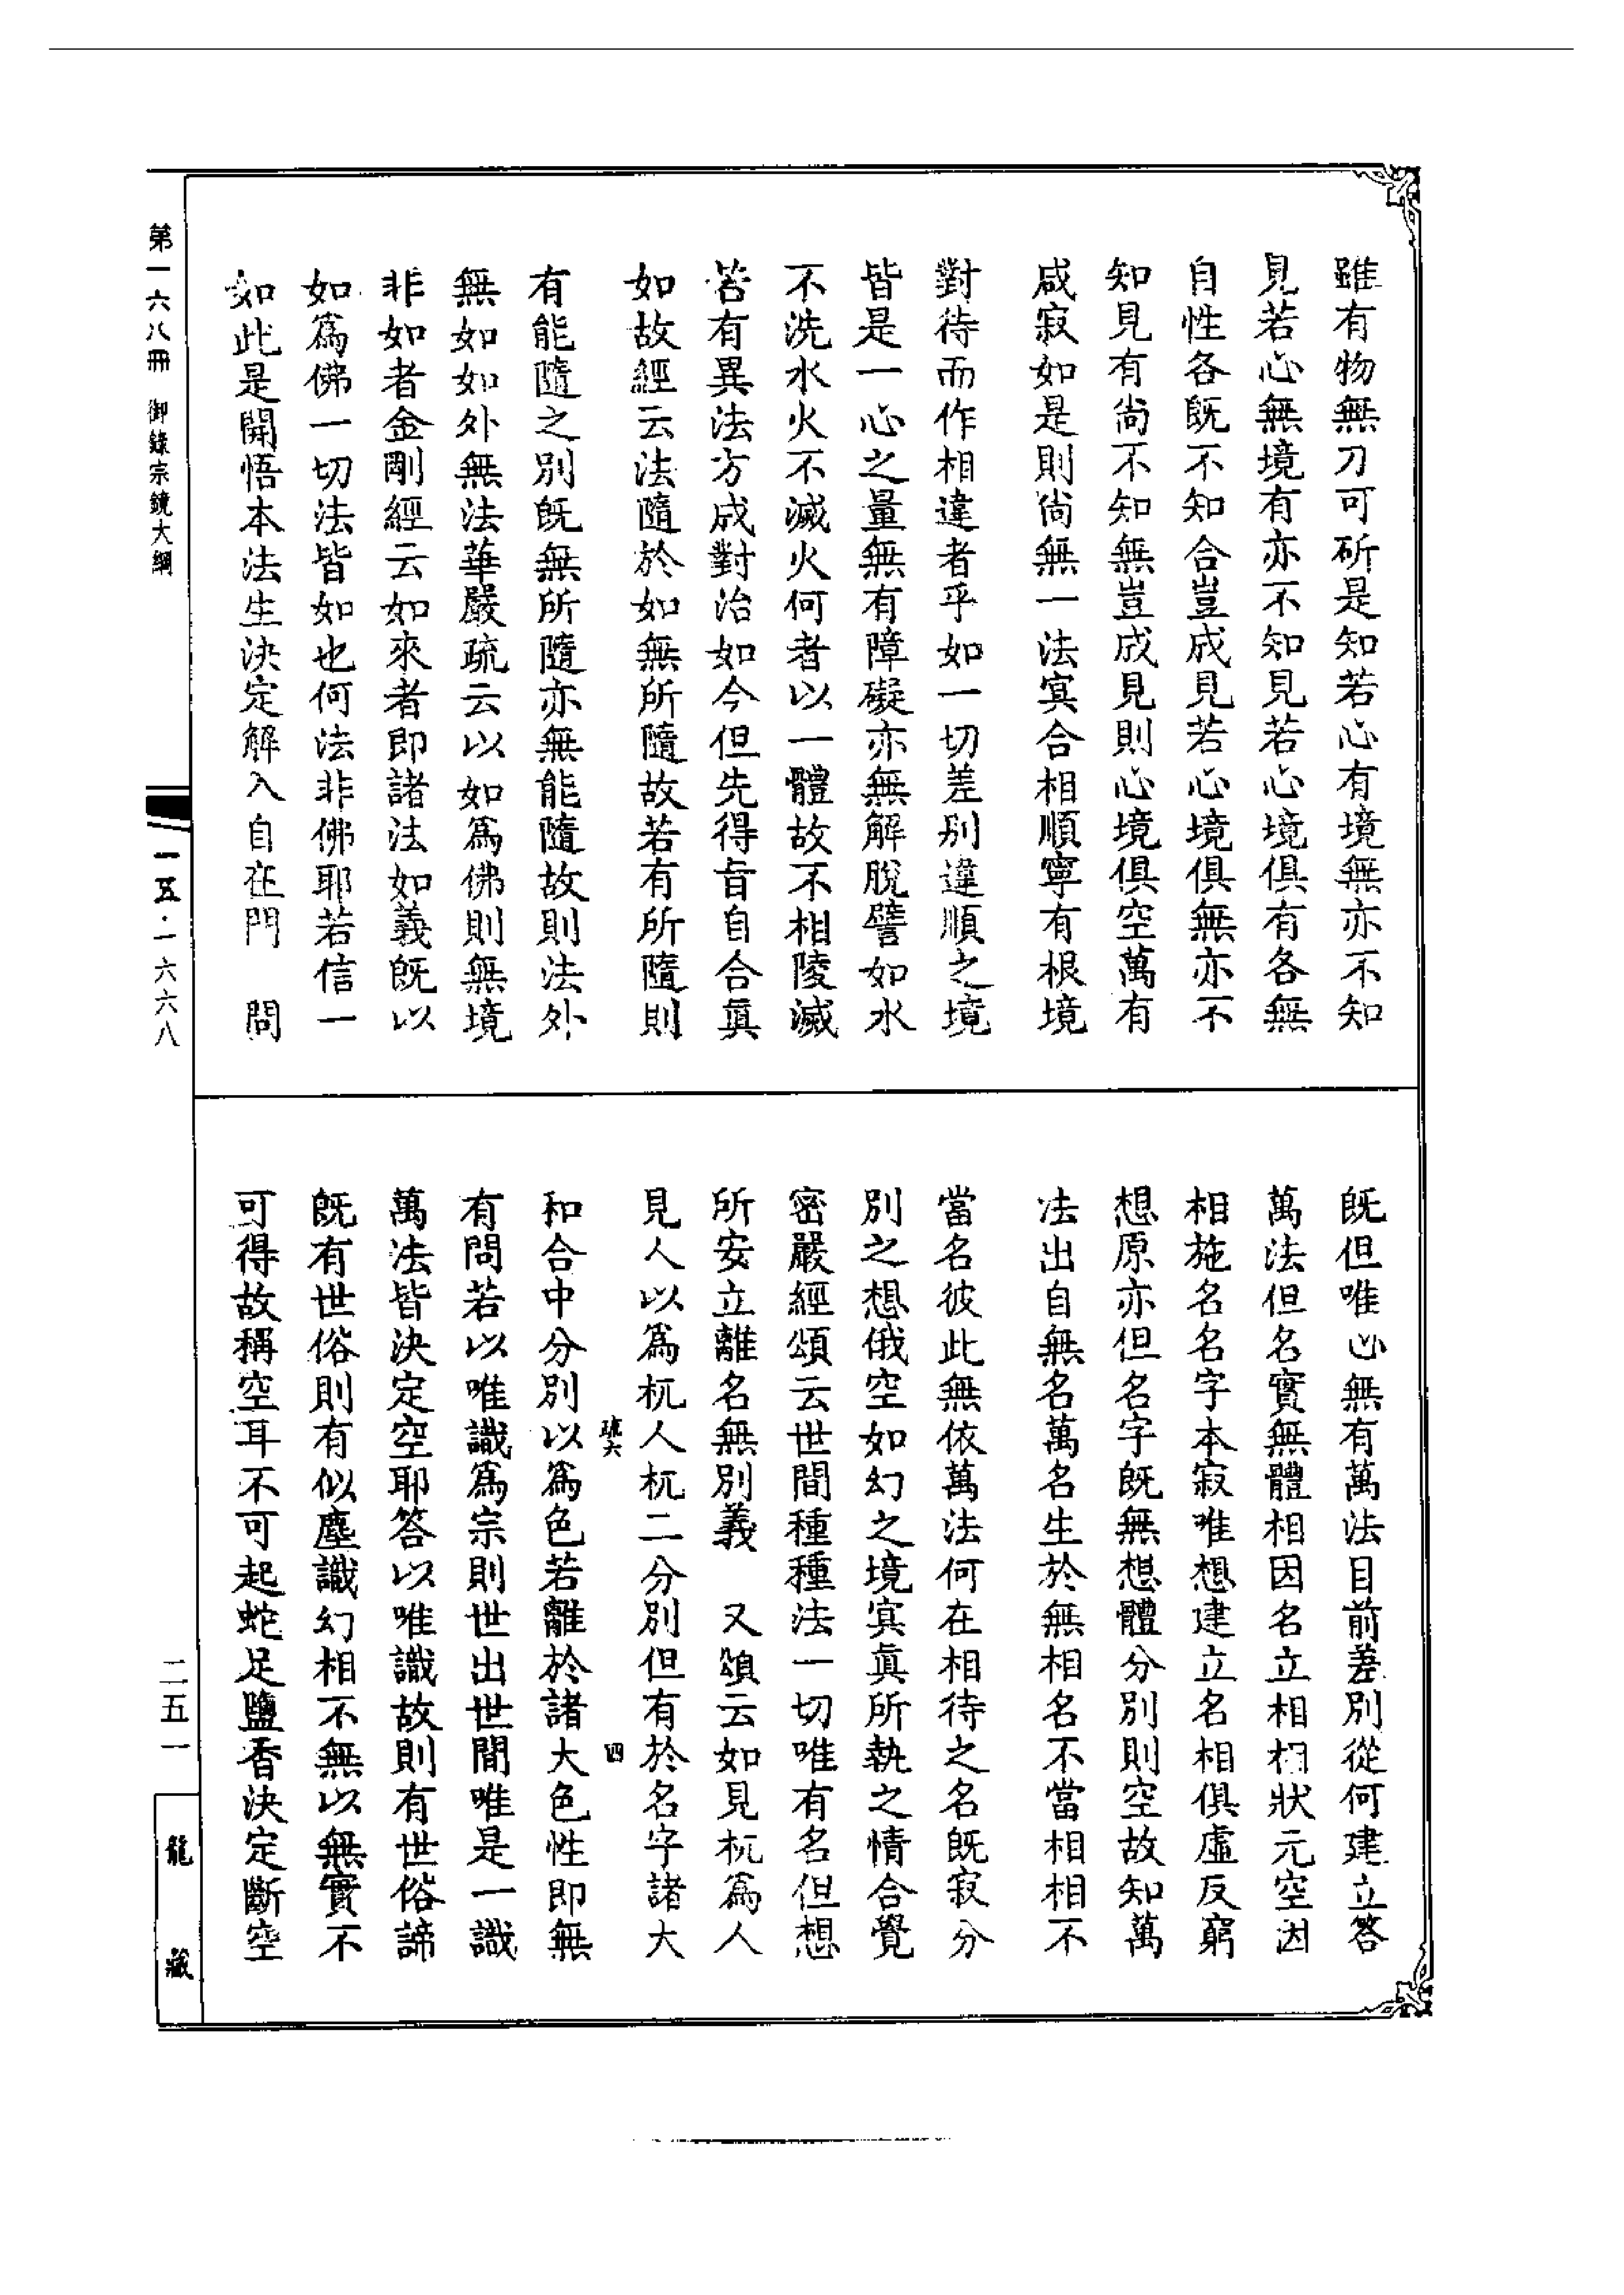 雖有物無刀可斫是知若心有境無亦不知
見若心無境有亦不知見若心境俱有各無
自性各旣不知合豈成見若心境俱無亦不
知見有尚不知無豈成見則心境俱空萬有
咸寂如是則尚無一法㝠合相順寧有根境
對待而作相違者乎如一切差别違順之境
皆是一心之量無有障礙亦無解脫譬如水
不洗水火不滅火何者以一體故不相陵滅
若有異法方成對治如今但先得旨自合眞
如故經云法隨於如無所隨故若有所隨則
有能隨之別旣無所隨亦無能隨故則法外
無如如外無法華嚴疏云以如爲佛則無境
非如者金剛經云如來者即諸法如義旣以
如爲佛一切法皆如也何法非佛耶若信一
如此是開悟本法生決定解入自在門　問
旣但唯心無有萬法目前差別從何建立答
萬法但名實無體相因名立相相狀元空因
相施名名字本寂唯想建立名相俱虛反窮
想原亦但名字旣無想體分別則空故知萬
法出自無名萬名生於無相名不當相相不
當名彼此無依萬法何在相待之名旣寂分
別之想俄空如幻之境㝠眞所執之情合覺
密嚴經頌云世間種種法一切唯有名但想
所安立離名無別義　又頌云如見杌爲人
見人以爲杌人杌二分別但有於名字諸大
疏六　四
和合中分別以爲色若離於諸大色性即無
有問若以唯識爲宗則世出世間唯是一識
萬法皆決定空耶答以唯識故則有世俗諦
旣有世俗則有似塵識幻相不無以無實不
可得故稱空耳不可起蛇足鹽香決定斷空
第一六八冊　御錄宗鏡大綱
一五·一六六八
二五一
龍藏